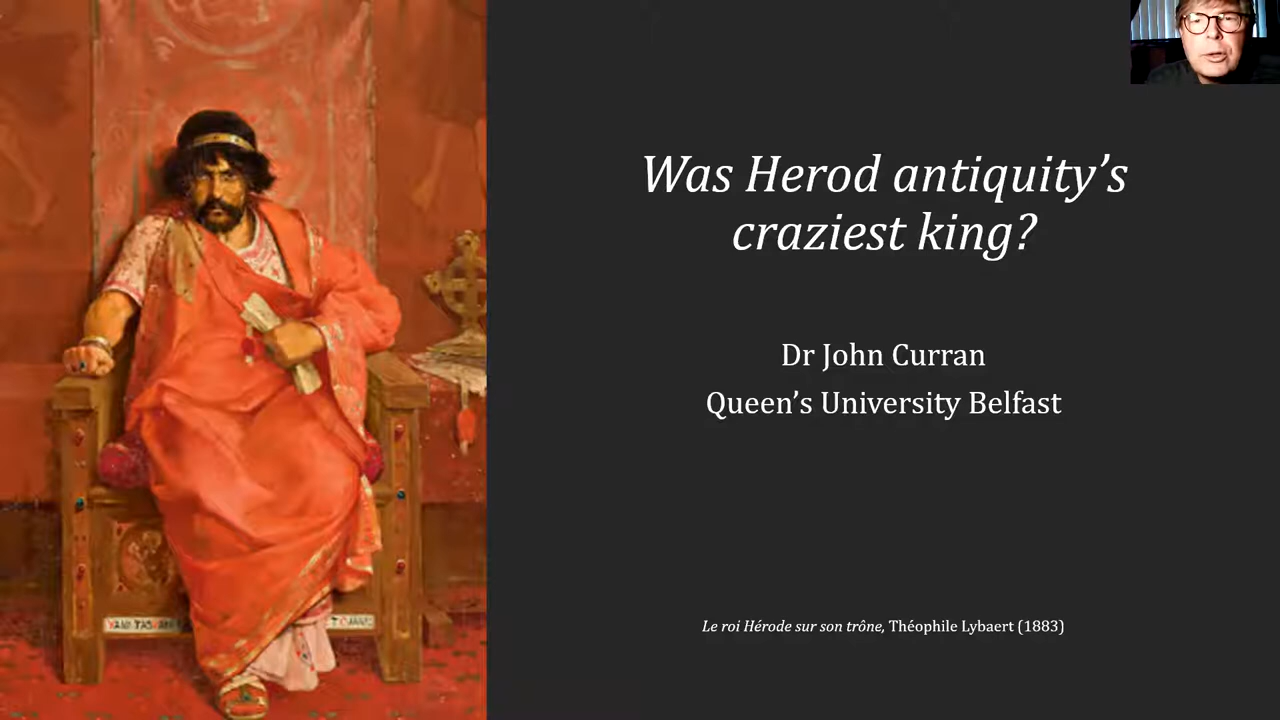 Was Herod antiquity’s
craziest king?
Dr John Curran
Queen’s University Belfast
Le roi Hérode sur son trône, Théophile Lybaert (1883)